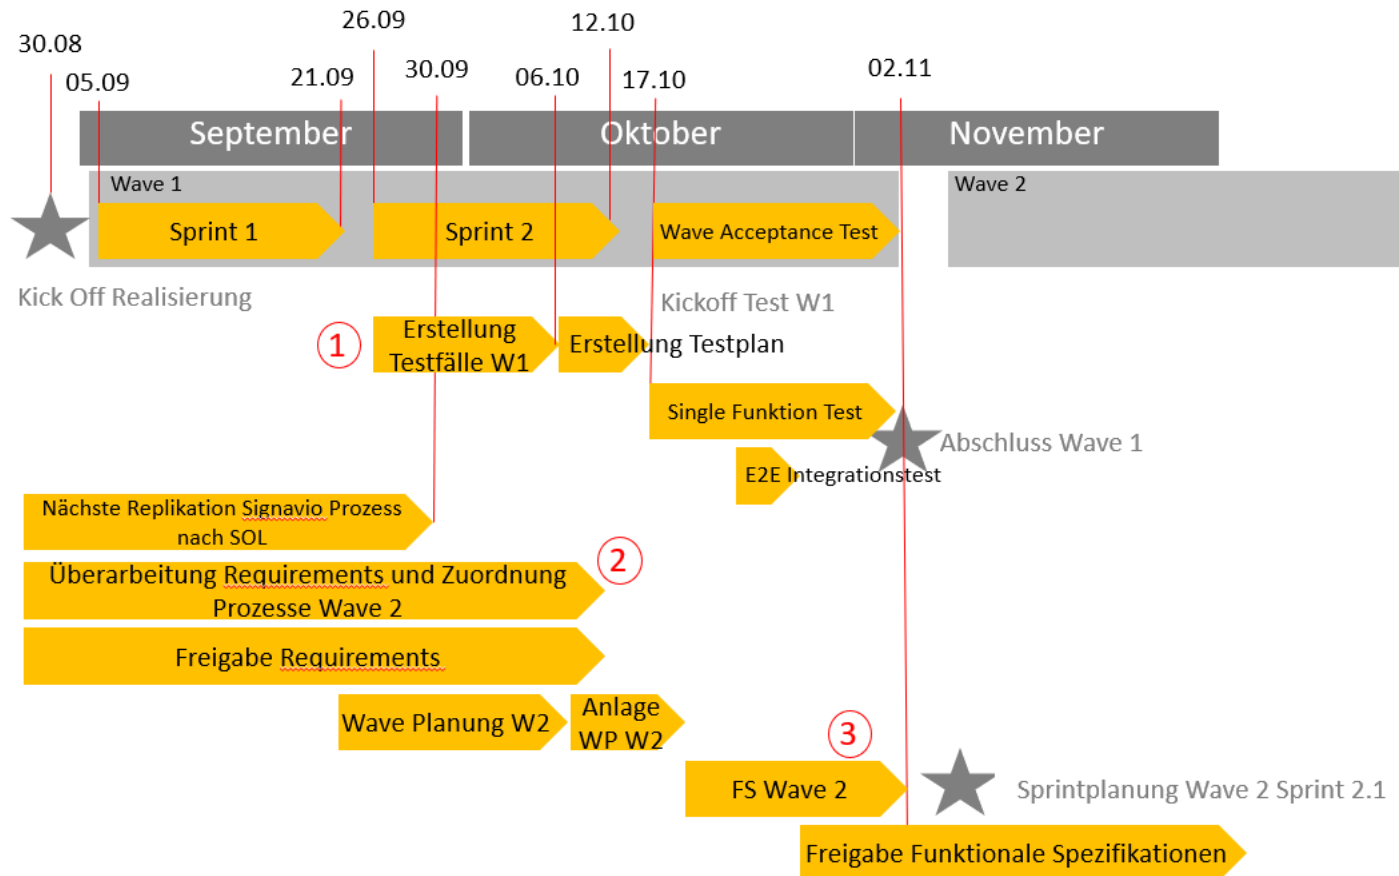 26.09
12.10
30.08
05.09
21.09
30.09
06.10
17.10
02.11
September
Oktober
November
Wave 1
Wave 2
Sprint 1
Sprint 2
Wave Acceptance Test
Kick Off Realisierung
Kickoff Test W1
1
Erstellung
Testfälle W1
Erstellung Testplan
Single Funktion Test
Abschluss Wave 1
E2E Integrationstest
Nächste Replikation Signavio Prozess
nach SOL
2
Überarbeitung Requirements und Zuordnung
Prozesse Wave 2
Freigabe Requirements
Wave Planung W2
Anlage
WP W2
3
FS Wave 2
Sprintplanung Wave 2 Sprint 2.1
Freigabe Funktionale Spezifikationen